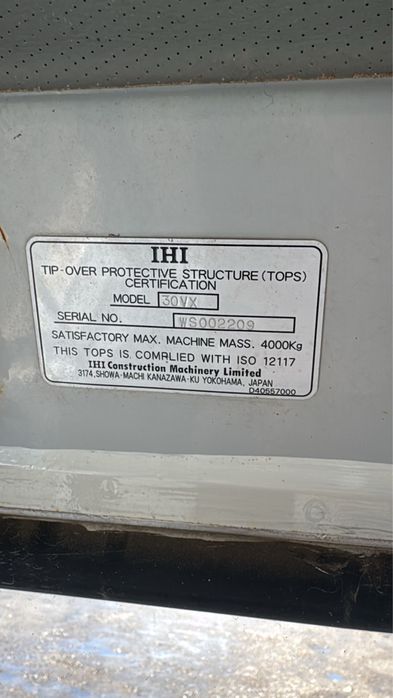 IHI
TIP-OVER PROTECTIVE STRUCTURE (TOPS)
CERTIFICATION
MODEL 30VX
SERIAL NO. WS002209
SATISFACTORY MAX. MACHINE MASS. 4000Kg
THIS TOPS IS COMPLIED WITH ISO 12117
IHI Construction Machinery Limited
3174,SHOWA-MACHI KANAZAWA-KU YOKOHAMA, JAPAN
D40557000